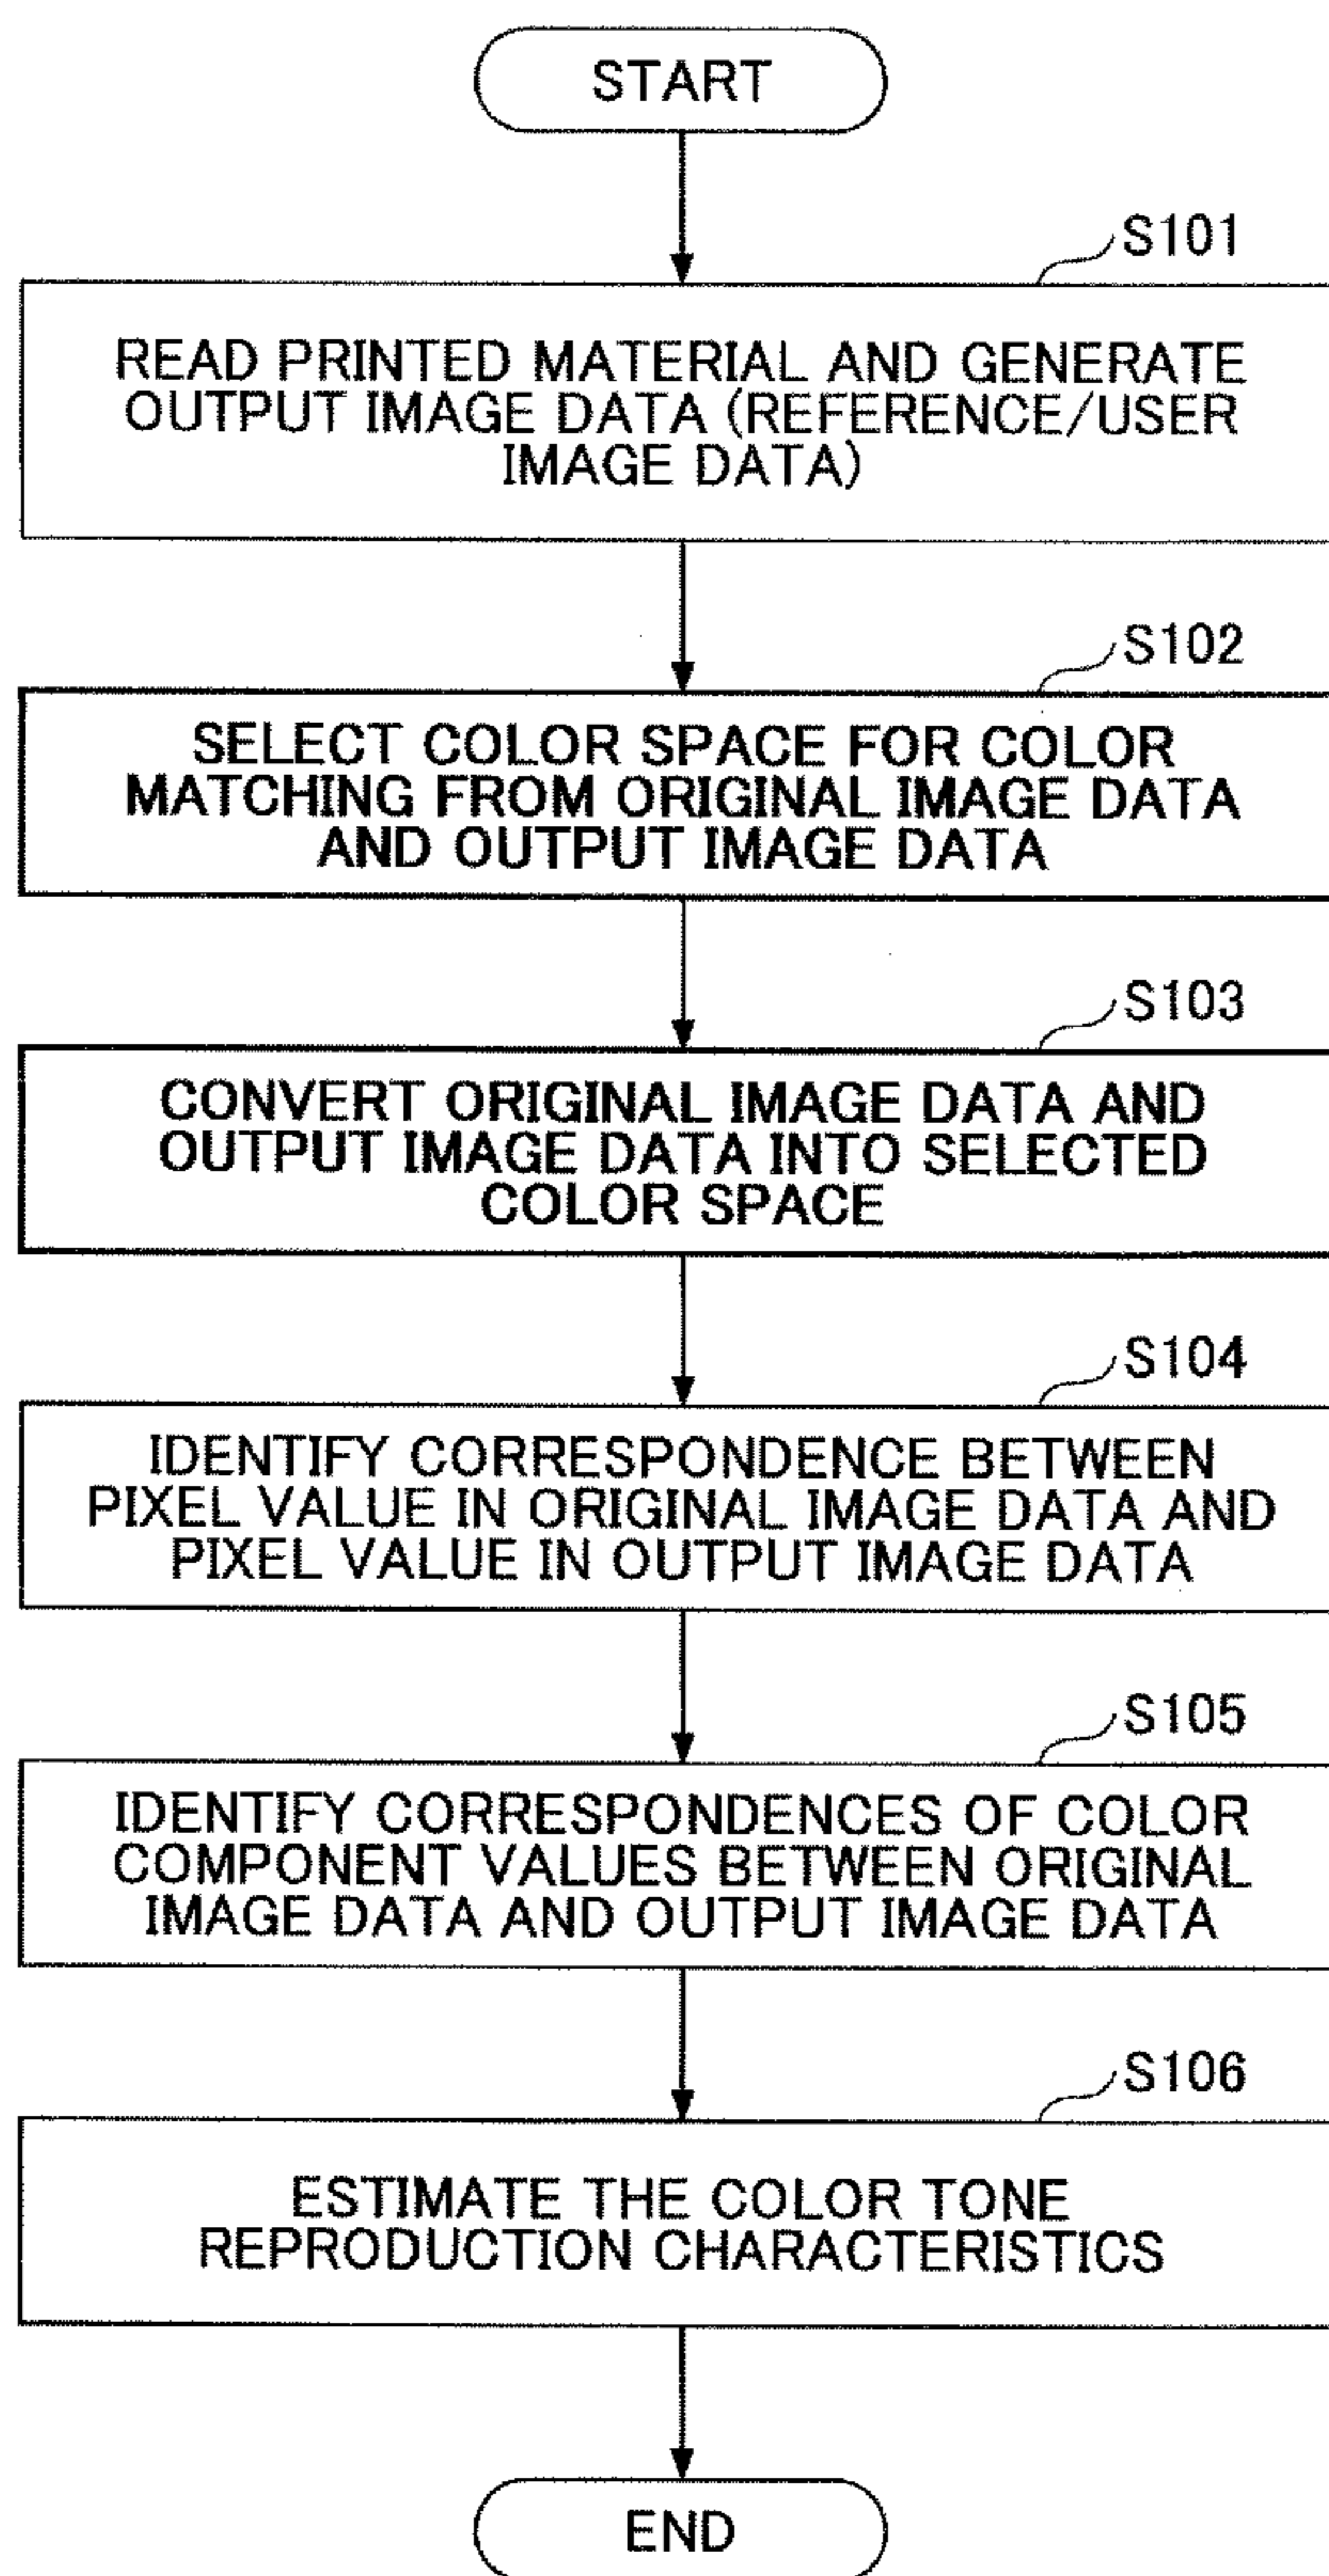 START
S101
READ PRINTED MATERIAL AND GENERATE
OUTPUT IMAGE DATA (REFERENCE/USER
IMAGE DATA)
S102
SELECT COLOR SPACE FOR COLOR
MATCHING FROM ORIGINAL IMAGE DATA
AND OUTPUT IMAGE DATA
S103
CONVERT ORIGINAL IMAGE DATA AND
OUTPUT IMAGE DATA INTO SELECTED
COLOR SPACE
S104
IDENTIFY CORRESPONDENCE BETWEEN
PIXEL VALUE IN ORIGINAL IMAGE DATA AND
PIXEL VALUE IN OUTPUT IMAGE DATA
S105
IDENTIFY CORRESPONDENCES OF COLOR
COMPONENT VALUES BETWEEN ORIGINAL
IMAGE DATA AND OUTPUT IMAGE DATA
S106
ESTIMATE THE COLOR TONE
REPRODUCTION CHARACTERISTICS
END